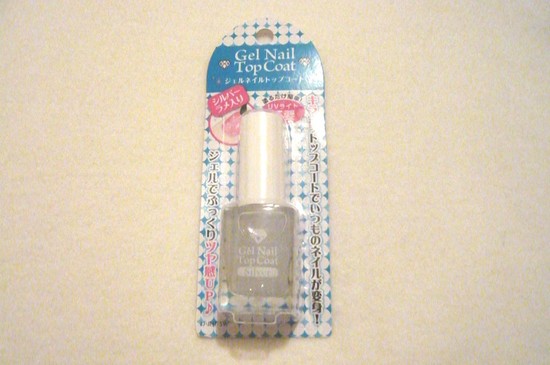 Gel Nail
Top Coat
ジェルネイルトップコート
シルバー
ラメ入り
UVライト
トップコートでいつものネイルが変身!
ジェルでぷっくりツヤ感UP♪
Gel Nail
Top Coat
Silver